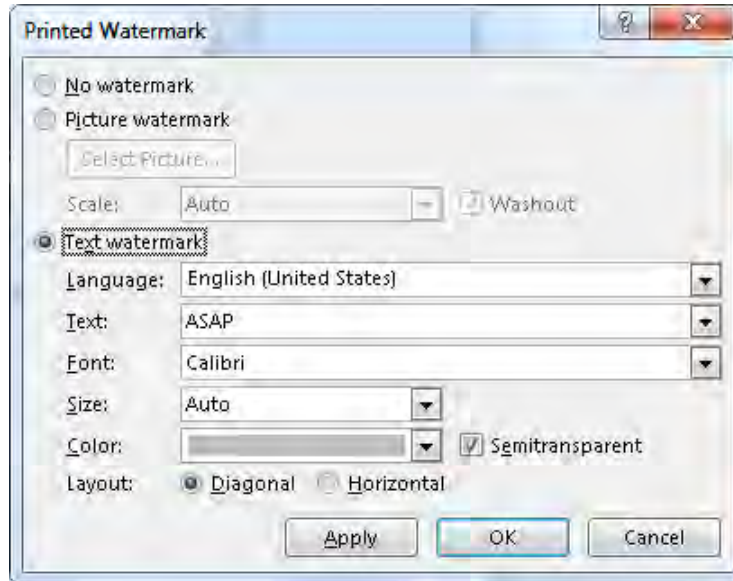 Printed Watermark
No watermark
Picture watermark
Select Picture...
Scale: Auto Washout
Text watermark
Language: English (United States)
Text: ASAP
Font: Calibri
Size: Auto
Color: Semitransparent
Layout: Diagonal Horizontal
Apply OK Cancel